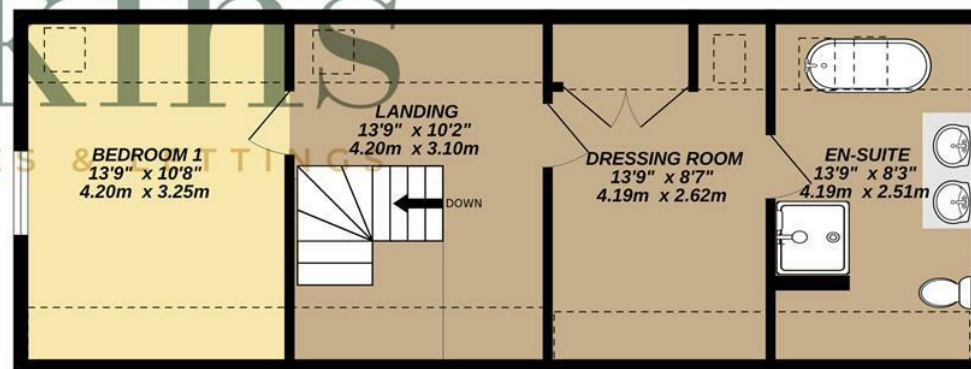 kins
S & LETTINGS
BEDROOM 1
13'9" x 10'8"
4.20m x 3.25m
LANDING
13'9" x 10'2"
4.20m x 3.10m
DOWN
DRESSING ROOM
13'9" x 8'7"
4.19m x 2.62m
EN-SUITE
13'9" x 8'3"
4.19m x 2.51m